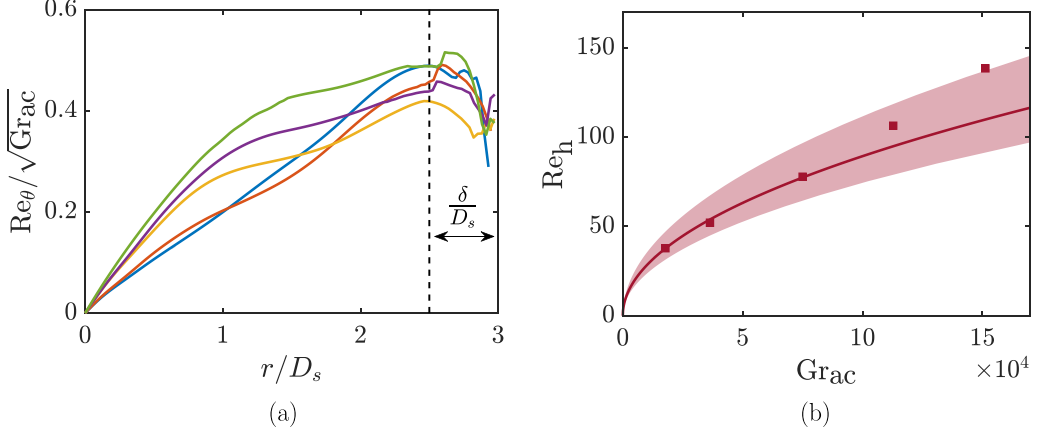 0.6
0.4
0.2
0
Re_θ/√Gr_ac
δ/D_s
0 1 2 3
r/D_s
(a)
150
100
50
0
Re_h
0 5 10 15
Gr_ac ×10^4
(b)